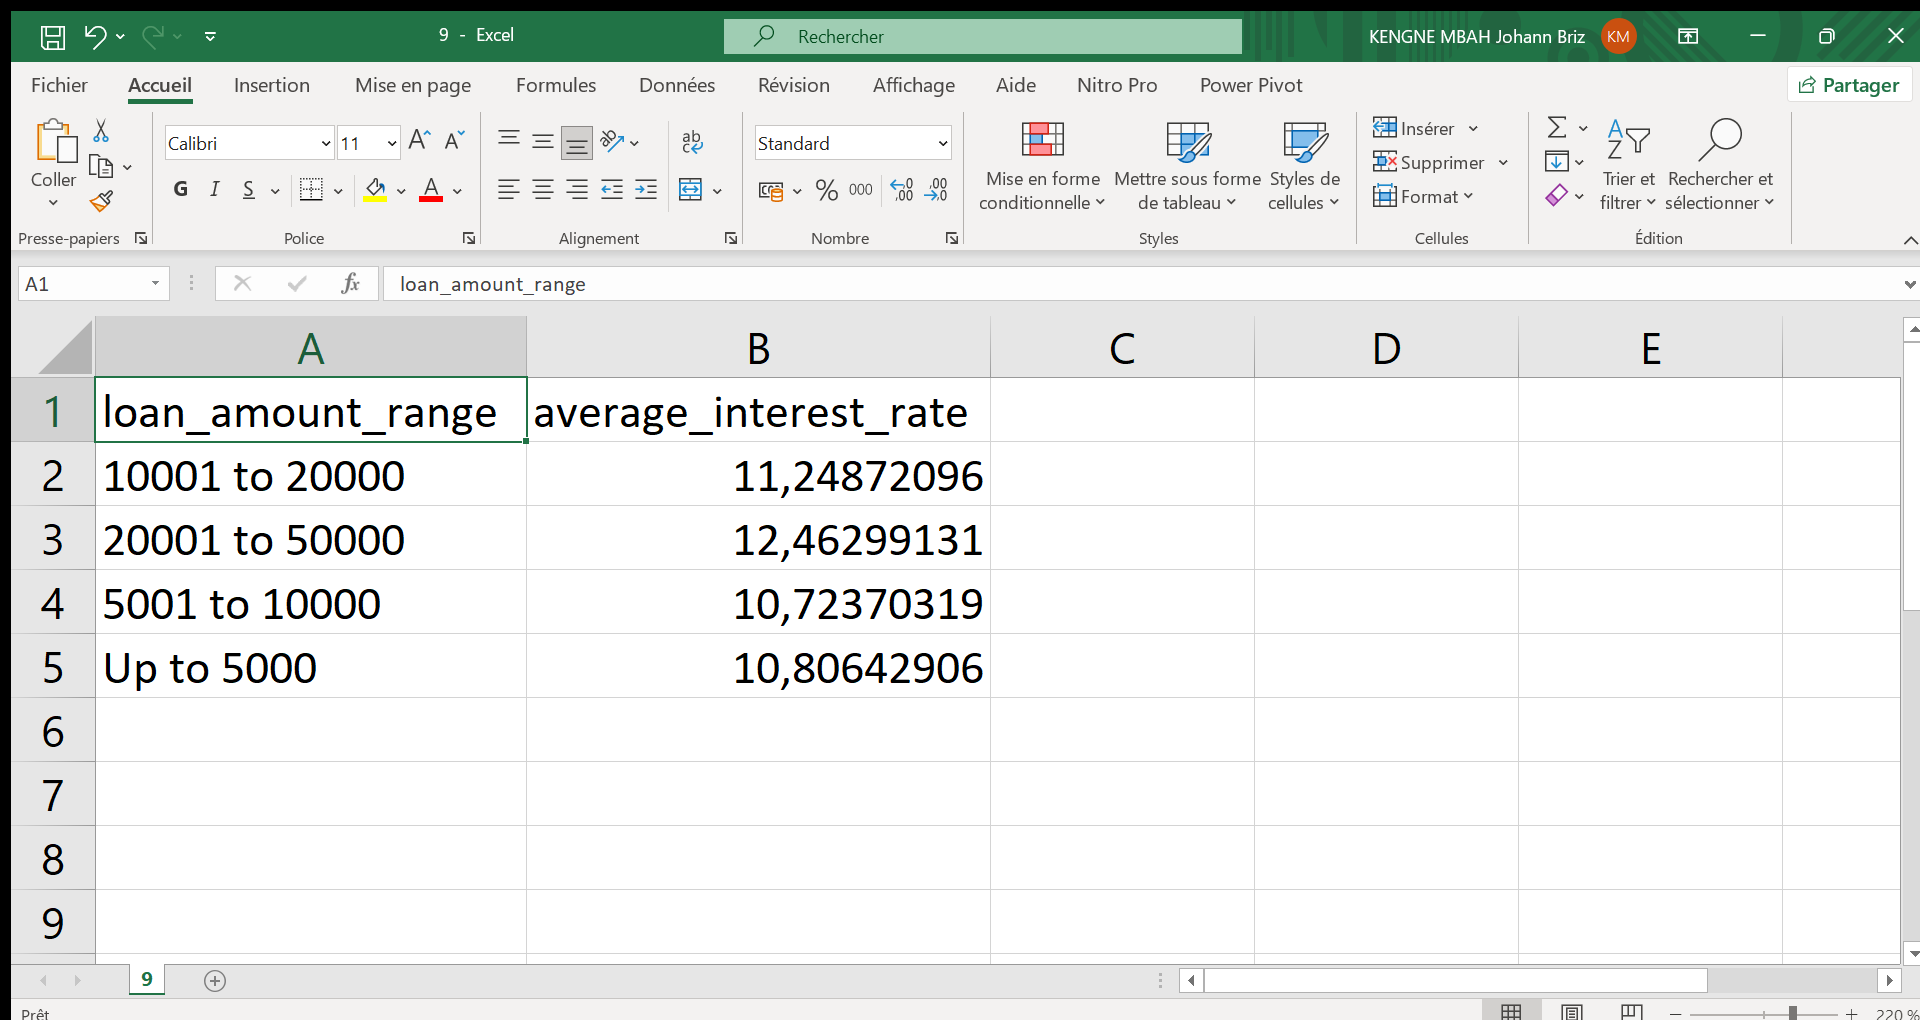 9 - Excel
Rechercher
KENGNE MBAH Johann Briz
KM
Fichier Accueil Insertion Mise en page Formules Données Révision Affichage Aide Nitro Pro Power Pivot Partager
Coller
Calibri 11
Standard
G I S
% 000
Mise en forme conditionnelle
Mettre sous forme de tableau
Styles de cellules
Insérer
Supprimer
Format
Trier et filtrer
Rechercher et sélectionner
Presse-papiers Police Alignement Nombre Styles Cellules Édition
A1 fx loan_amount_range
A B C D E
1 loan_amount_range average_interest_rate
2 10001 to 20000 11,24872096
3 20001 to 50000 12,46299131
4 5001 to 10000 10,72370319
5 Up to 5000 10,80642906
6
7
8
9
9
Prêt
220 %